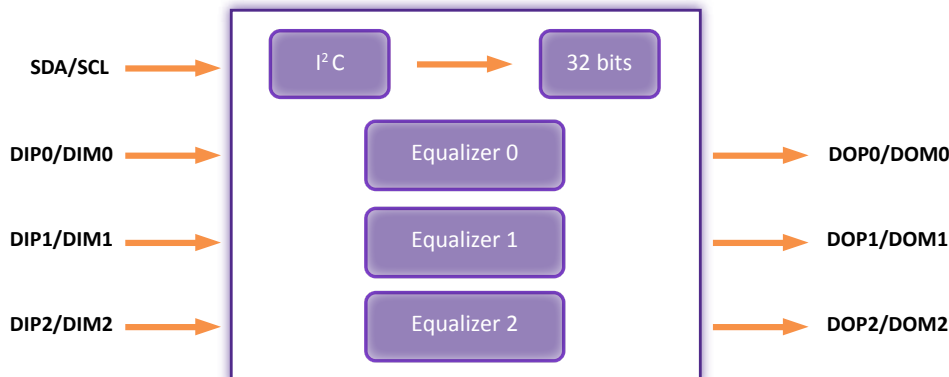 SDA/SCL
I² C
32 bits
DIP0/DIM0
Equalizer 0
DOP0/DOM0
DIP1/DIM1
Equalizer 1
DOP1/DOM1
DIP2/DIM2
Equalizer 2
DOP2/DOM2